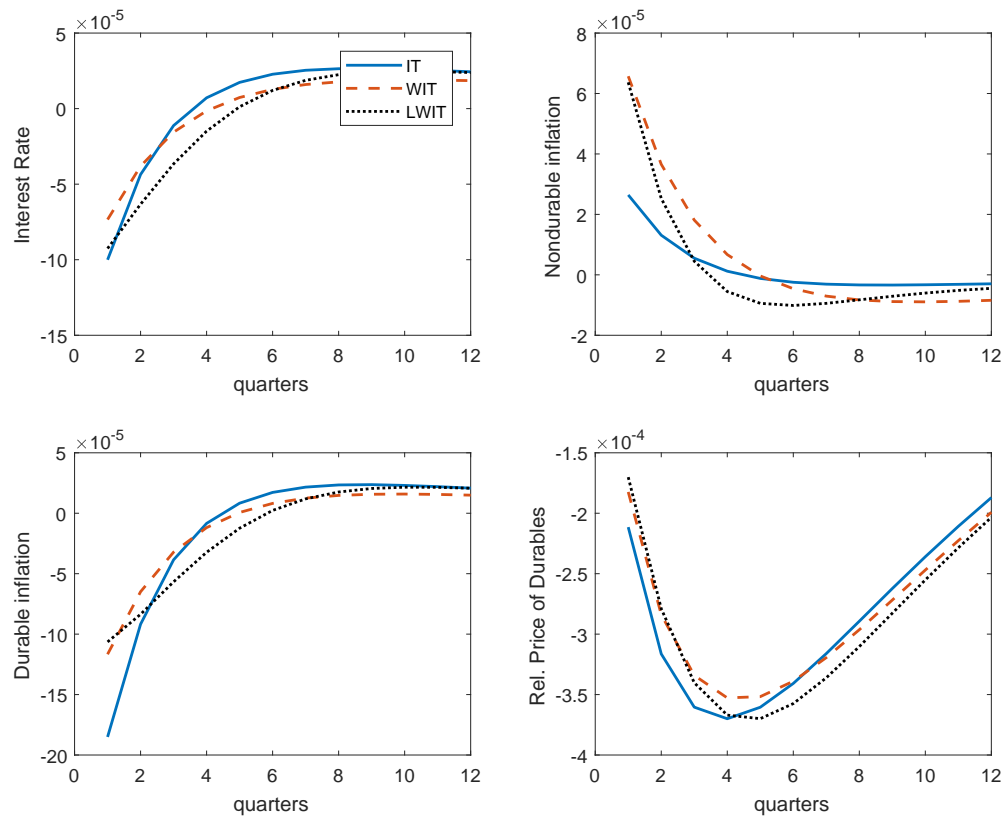 ×10-5
5
0
-5
-10
-15
Interest Rate
0 2 4 6 8 10 12
quarters
IT
WIT
LWIT
×10-5
8
6
4
2
0
-2
Nondurable inflation
0 2 4 6 8 10 12
quarters
×10-5
5
0
-5
-10
-15
-20
Durable inflation
0 2 4 6 8 10 12
quarters
×10-4
-1.5
-2
-2.5
-3
-3.5
-4
Rel. Price of Durables
0 2 4 6 8 10 12
quarters